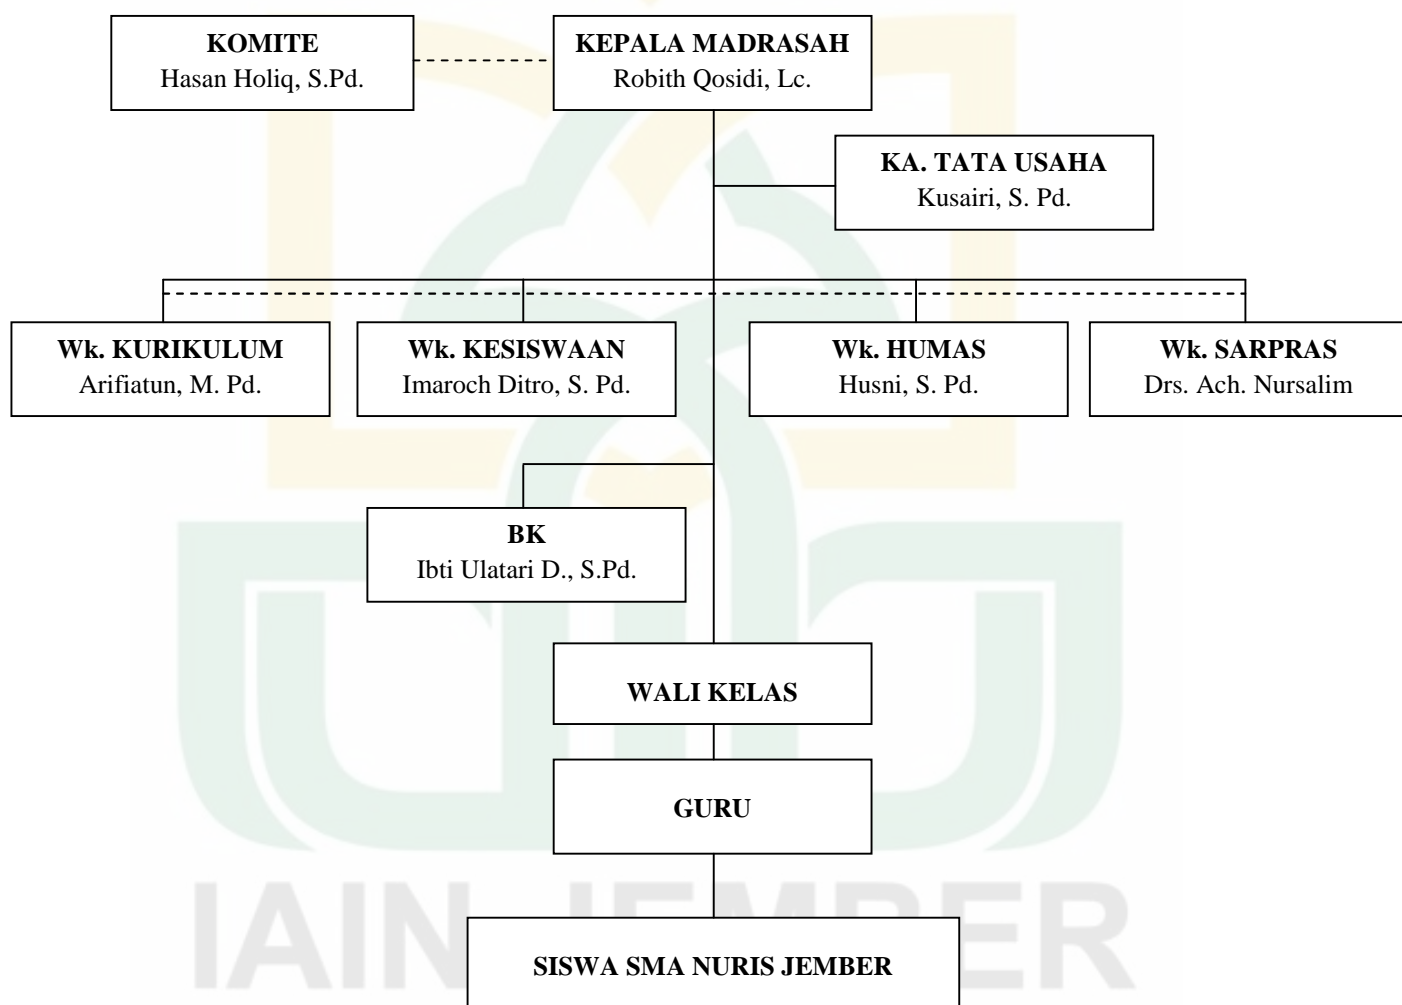 KOMITE
Hasan Holiq, S.Pd.
KEPALA MADRASAH
Robith Qosidi, Lc.
KA. TATA USAHA
Kusairi, S. Pd.
Wk. KURIKULUM
Arifiatun, M. Pd.
Wk. KESISWAAN
Imaroch Ditro, S. Pd.
Wk. HUMAS
Husni, S. Pd.
Wk. SARPRAS
Drs. Ach. Nursalim
BK
Ibti Ulatari D., S.Pd.
WALI KELAS
GURU
IAIN JEMBER
SISWA SMA NURIS JEMBER